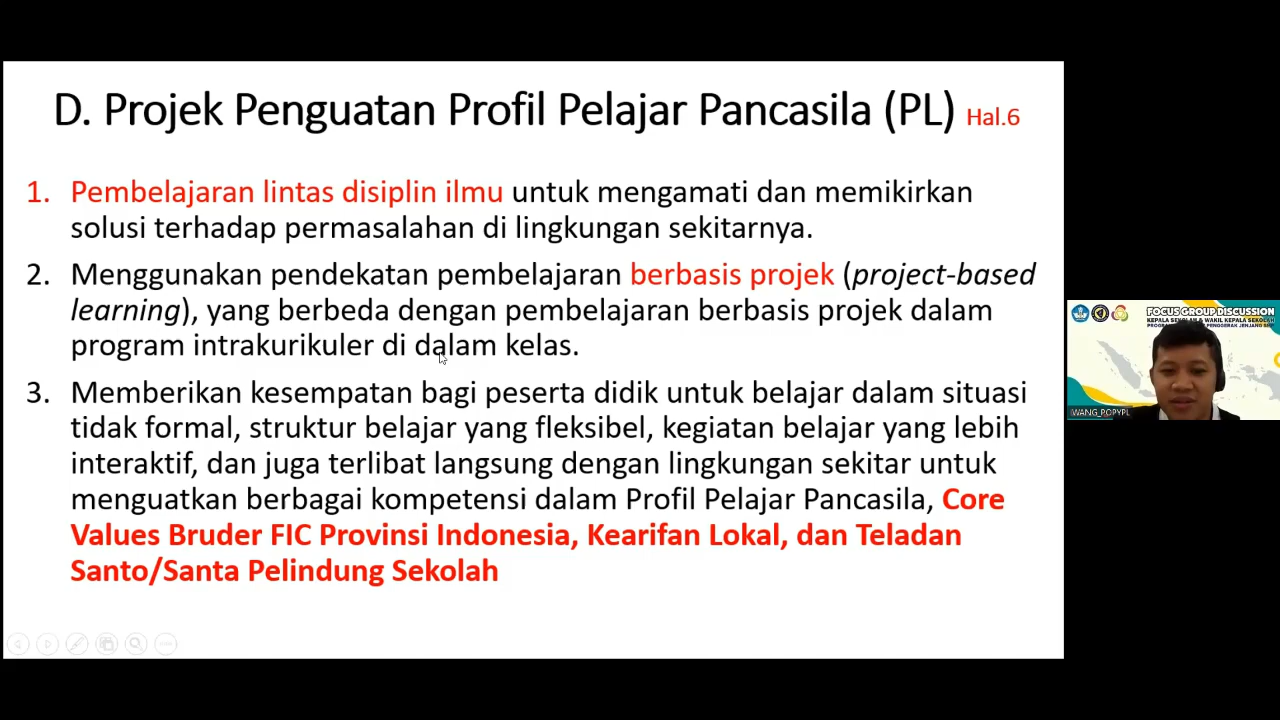 D. Projek Penguatan Profil Pelajar Pancasila (PL) Hal.6
1. Pembelajaran lintas disiplin ilmu untuk mengamati dan memikirkan
solusi terhadap permasalahan di lingkungan sekitarnya.
2. Menggunakan pendekatan pembelajaran berbasis projek (project-based
learning), yang berbeda dengan pembelajaran berbasis projek dalam
program intrakurikuler di dalam kelas.
3. Memberikan kesempatan bagi peserta didik untuk belajar dalam situasi
tidak formal, struktur belajar yang fleksibel, kegiatan belajar yang lebih
interaktif, dan juga terlibat langsung dengan lingkungan sekitar untuk
menguatkan berbagai kompetensi dalam Profil Pelajar Pancasila, Core
Values Bruder FIC Provinsi Indonesia, Kearifan Lokal, dan Teladan
Santo/Santa Pelindung Sekolah
FOCUS GROUP DISCUSSION
KEPALA SEKOLAH & WAKIL KEPALA SEKOLAH
PENGGERAK JENJANG
IWANG_POPYPL